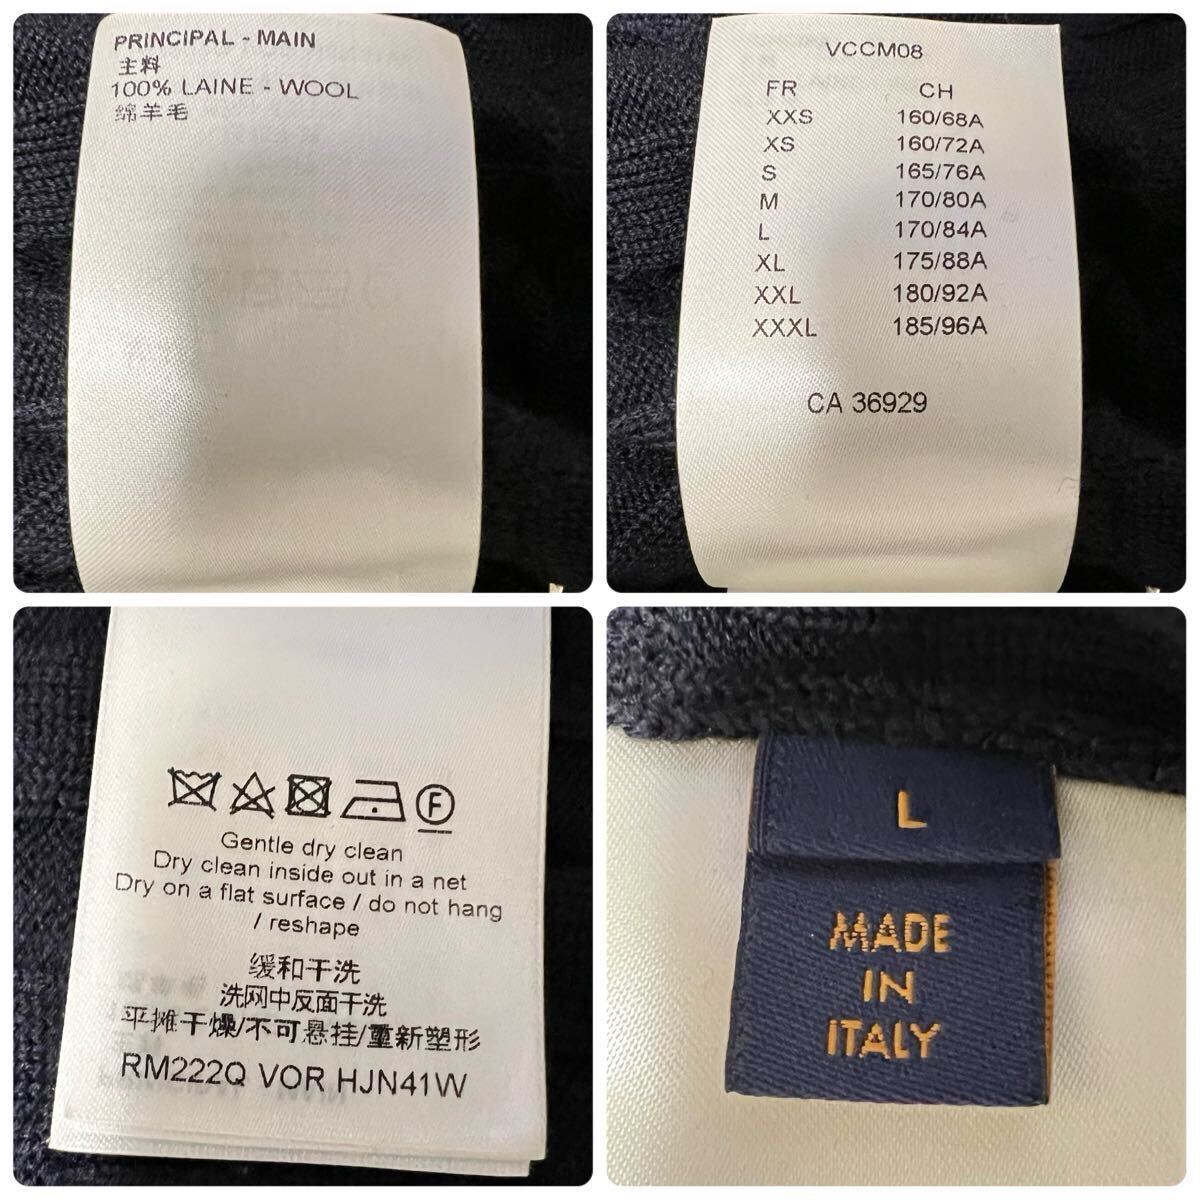 PRINCIPAL - MAIN
主料
100% LAINE - WOOL
绵羊毛
VCCM08
FR CH
XXS 160/68A
XS 160/72A
S 165/76A
M 170/80A
L 170/84A
XL 175/88A
XXL 180/92A
XXXL 185/96A
CA 36929
F
Gentle dry clean
Dry clean inside out in a net
Dry on a flat surface / do not hang
/ reshape
缓和干洗
洗网中反面干洗
平摊干燥/不可悬挂/重新塑形
RM222Q VOR HJN41W
L
MADE
IN
ITALY